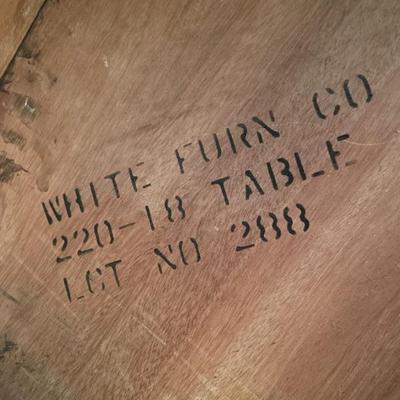 WHITE FURN CO
220-18 TABLE
LOT NO 288